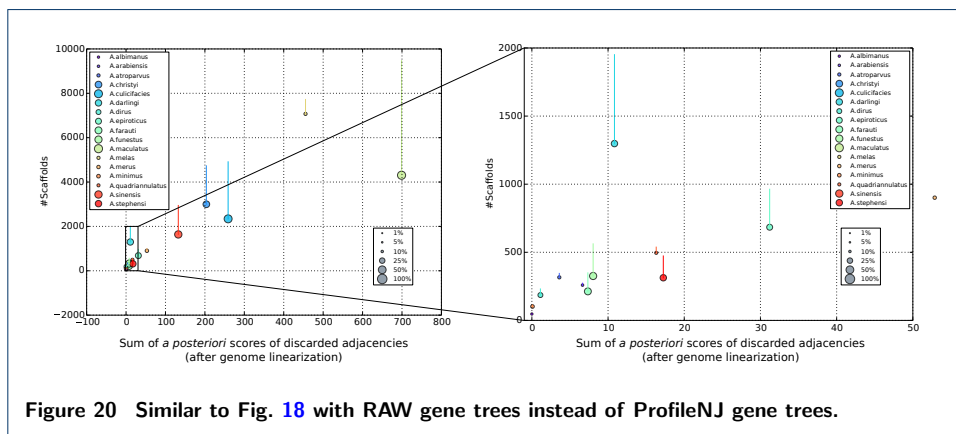 10000
8000
6000
4000
2000
0
−2000
−100
0
100
200
300
400
500
600
700
800
#Scaffolds
A.albimanus
A.arabiensis
A.atroparvus
A.christyi
A.culicifacies
A.darlingi
A.dirus
A.epiroticus
A.farauti
A.funestus
A.maculatus
A.melas
A.merus
A.minimus
A.quadriannulatus
A.sinensis
A.stephensi
1%
5%
10%
25%
50%
100%
Sum of a posteriori scores of discarded adjacencies
(after genome linearization)
2000
1500
1000
500
0
0
10
20
30
40
50
#Scaffolds
A.albimanus
A.arabiensis
A.atroparvus
A.christyi
A.culicifacies
A.darlingi
A.dirus
A.epiroticus
A.farauti
A.funestus
A.maculatus
A.melas
A.merus
A.minimus
A.quadriannulatus
A.sinensis
A.stephensi
1%
5%
10%
25%
50%
100%
Sum of a posteriori scores of discarded adjacencies
(after genome linearization)
Figure 20 Similar to Fig. 18 with RAW gene trees instead of ProfileNJ gene trees.